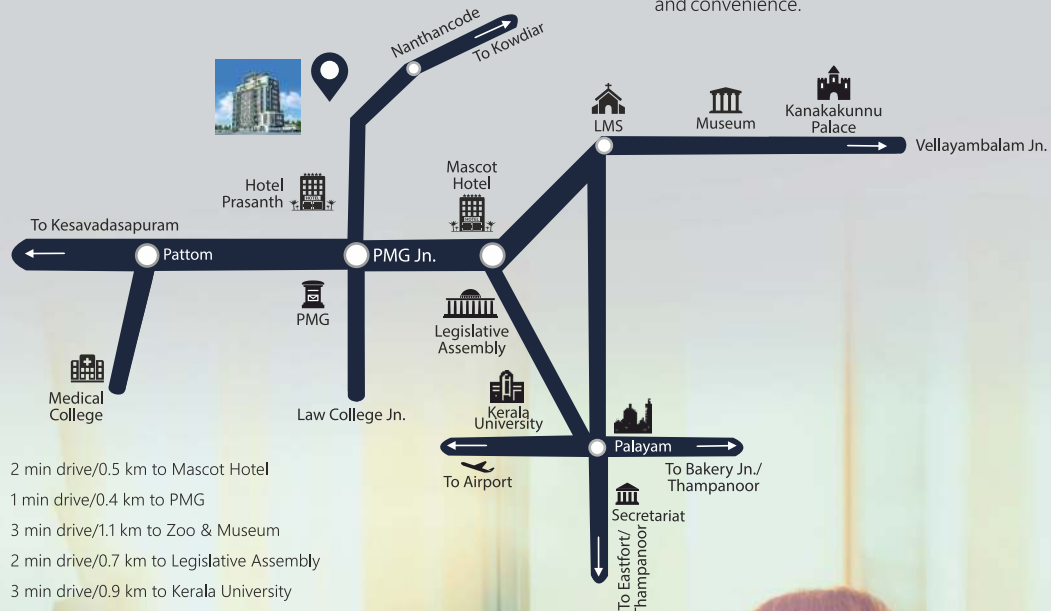 and convenience.
Nanthancode
To Kowdiar
LMS
Museum
Kanakakunnu
Palace
Vellayambalam Jn.
Mascot
Hotel
HOTEL
Hotel
Prasanth
HOTEL
To Kesavadasapuram
Pattom
PMG Jn.
PMG
Legislative
Assembly
Medical
College
Law College Jn.
Kerala
University
Palayam
To Airport
To Bakery Jn./
Thampanoor
Secretariat
To Eastfort/
Thampanoor
2 min drive/0.5 km to Mascot Hotel
1 min drive/0.4 km to PMG
3 min drive/1.1 km to Zoo & Museum
2 min drive/0.7 km to Legislative Assembly
3 min drive/0.9 km to Kerala University